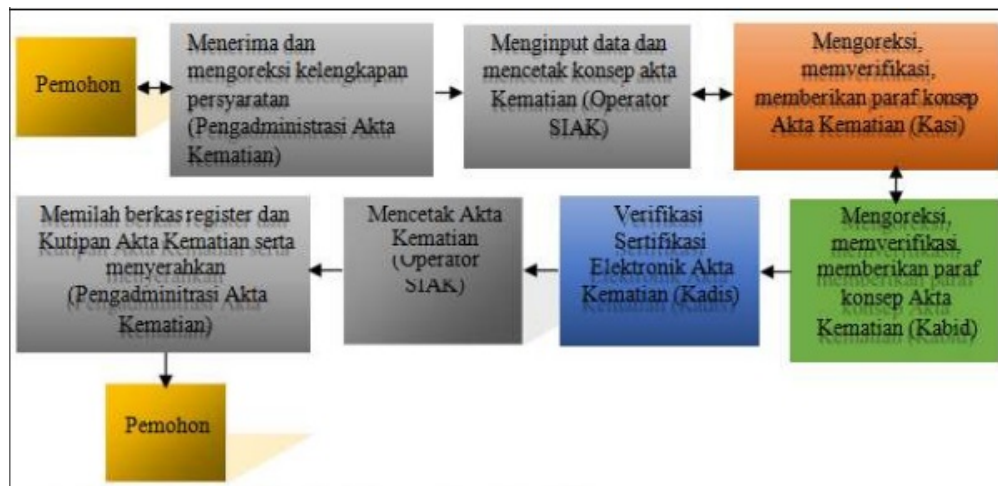 Pemohon
Menerima dan
mengoreksi kelengkapan
persyaratan
(Pengadministrasi Akta
Kematian)
Menginput data dan
mencetak konsep akta
Kematian (Operator
SIAK)
Mengoreksi,
memverifikasi,
memberikan paraf konsep
Akta Kematian (Kasi)
Mengoreksi,
memverifikasi,
memberikan paraf
konsep Akta
Kematian (Kabid)
Verifikasi
Sertifikasi
Elektronik Akta
Kematian (Kadis)
Mencetak Akta
Kematian
(Operator
SIAK)
Memilah berkas register dan
Kutipan Akta Kematian serta
menyerahkan
(Pengadminitrasi Akta
Kematian)
Pemohon